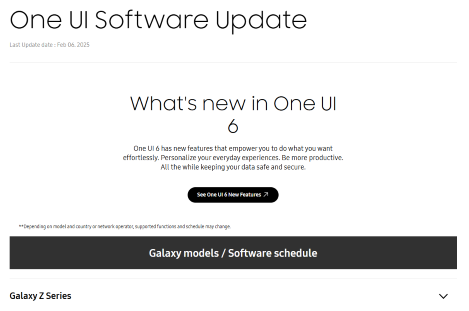 One UI Software Update
Last Update date : Feb 06, 2025
What's new in One UI
6
One UI 6 has new features that empower you to do what you want
effortlessly. Personalize your everyday experiences. Be more productive.
All the while keeping your data safe and secure.
See One UI 6 New Features
**Depending on model and country or network operator, supported functions and schedule may change.
Galaxy models / Software schedule
Galaxy Z Series